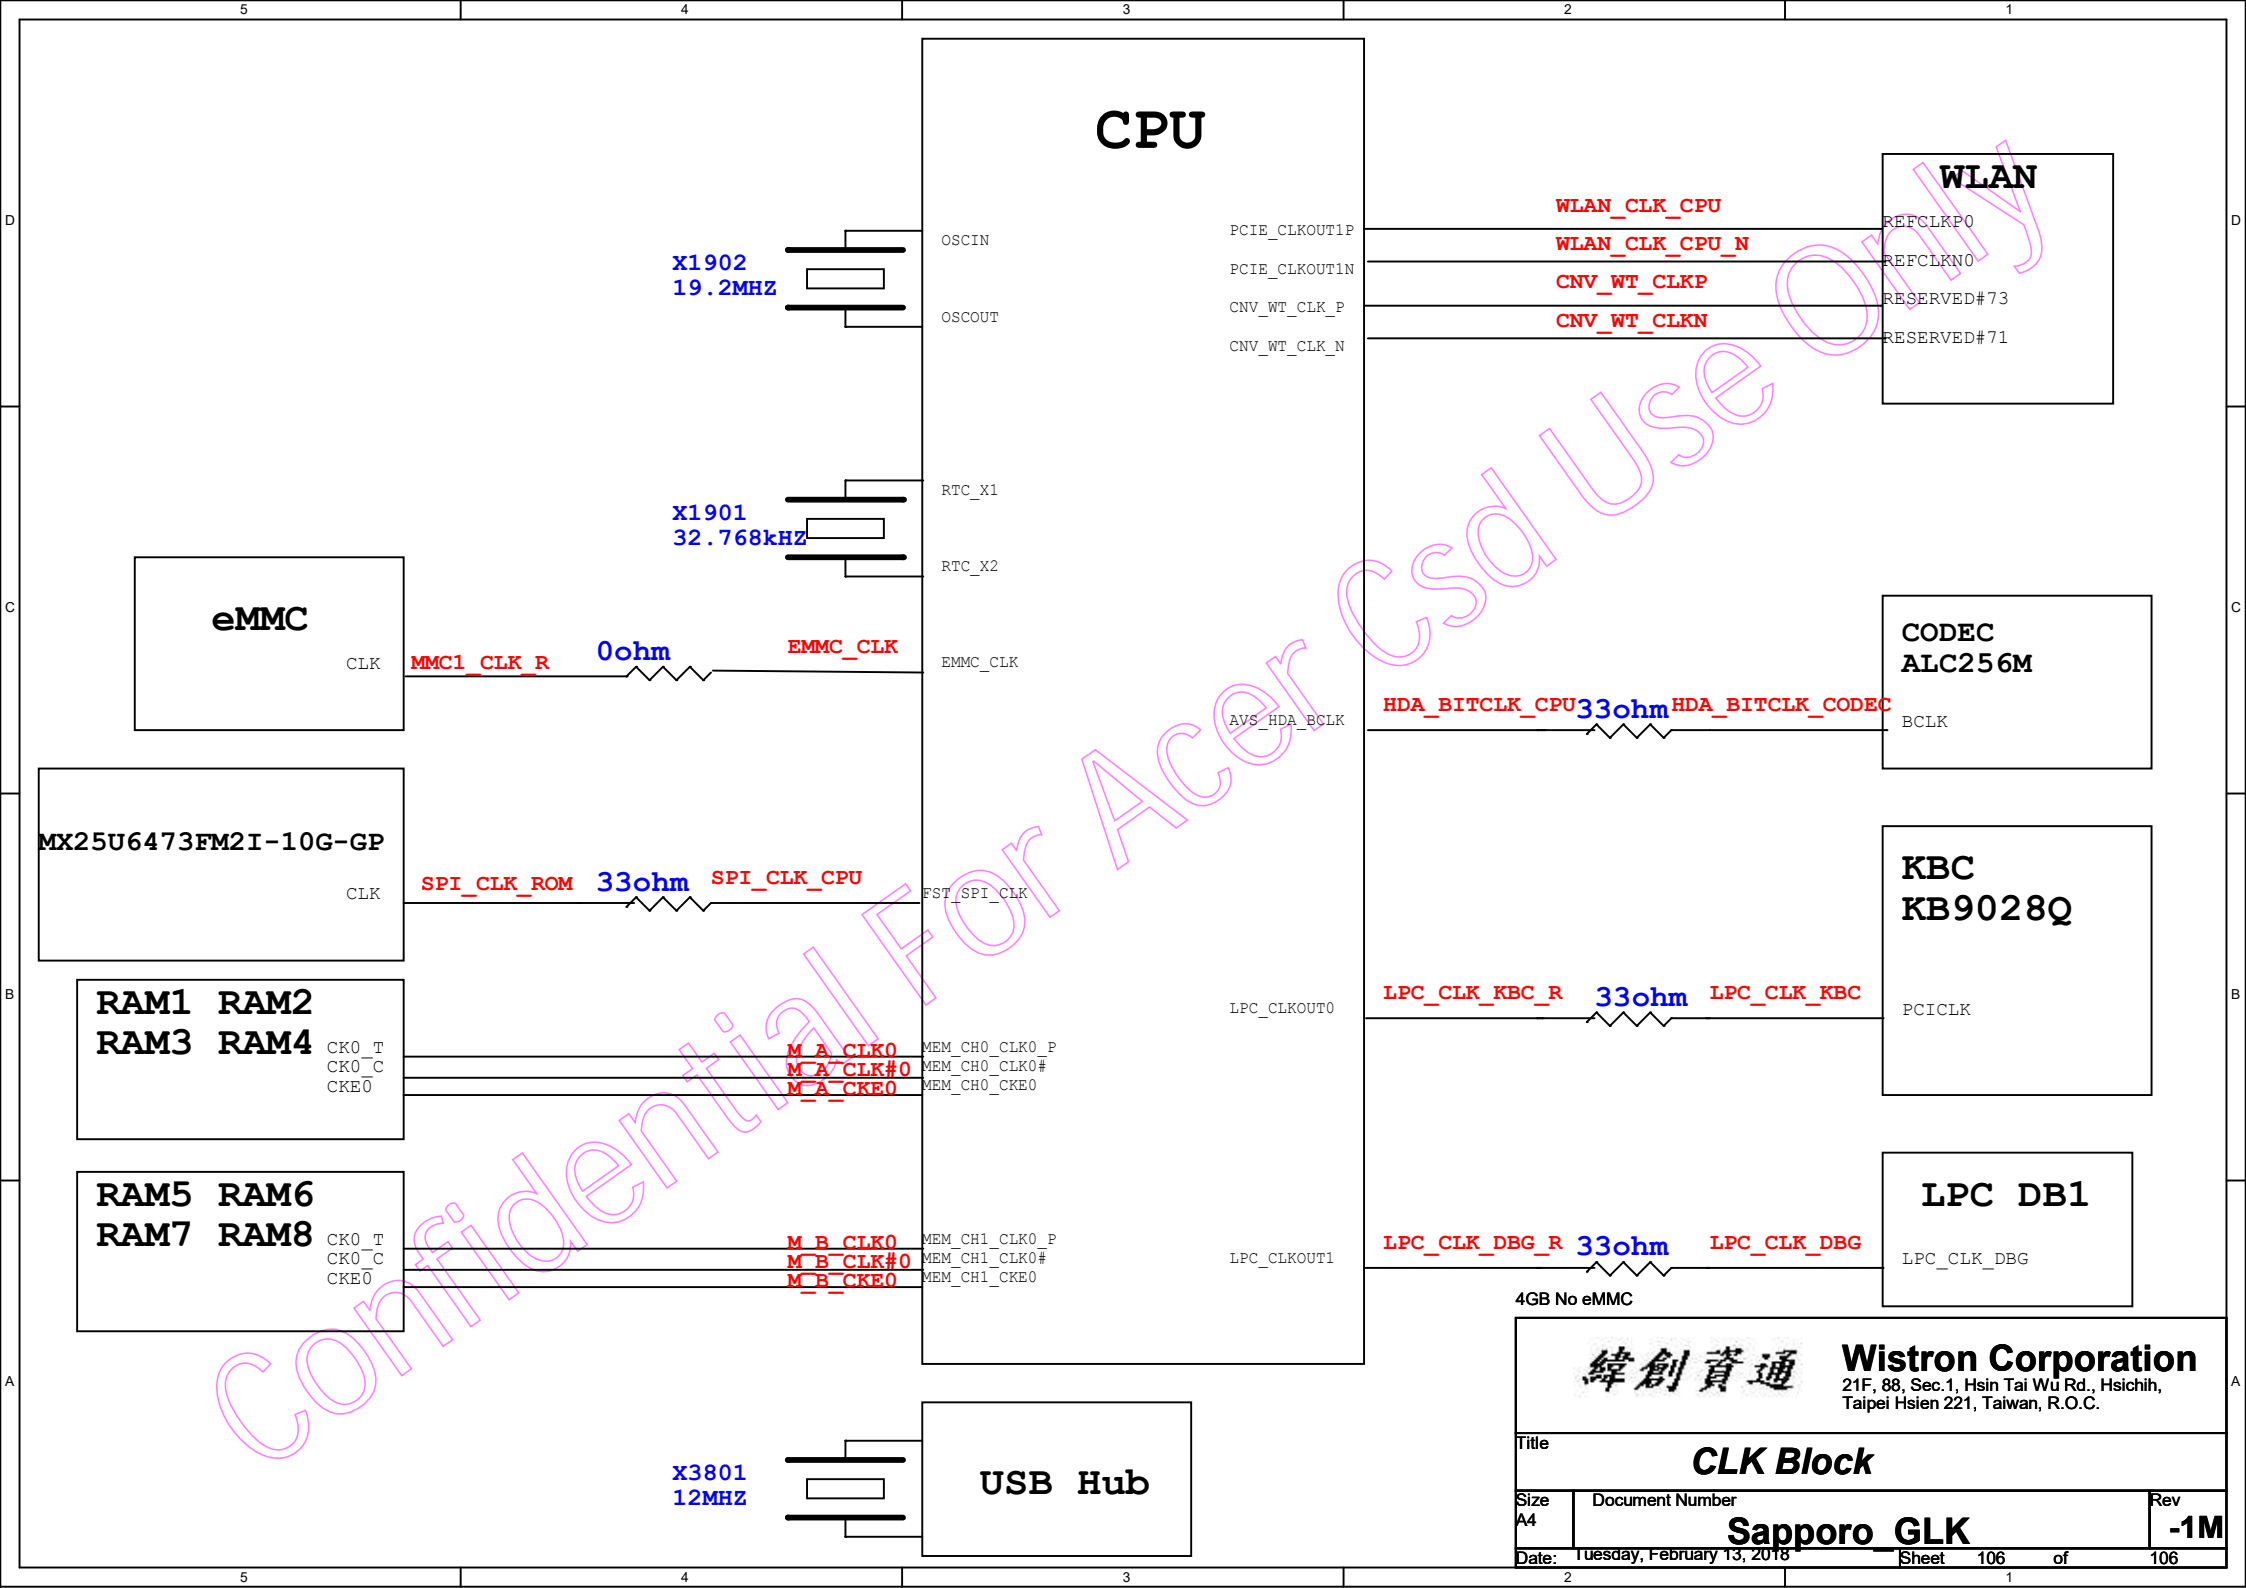 5 4 3 2 1
D
C
B
A
CPU
OSCIN
OSCOUT
X1902
19.2MHZ
RTC_X1
RTC_X2
X1901
32.768kHZ
eMMC
CLK
MMC1_CLK_R
0ohm
EMMC_CLK
EMMC_CLK
MX25U6473FM2I-10G-GP
CLK
SPI_CLK_ROM
33ohm
SPI_CLK_CPU
FST_SPI_CLK
RAM1 RAM2
RAM3 RAM4
CK0_T
CK0_C
CKE0
M_A_CLK0
M_A_CLK#0
M_A_CKE0
MEM_CH0_CLK0_P
MEM_CH0_CLK0#
MEM_CH0_CKE0
RAM5 RAM6
RAM7 RAM8
CK0_T
CK0_C
CKE0
M_B_CLK0
M_B_CLK#0
M_B_CKE0
MEM_CH1_CLK0_P
MEM_CH1_CLK0#
MEM_CH1_CKE0
X3801
12MHZ
USB Hub
PCIE_CLKOUT1P
PCIE_CLKOUT1N
CNV_WT_CLK_P
CNV_WT_CLK_N
WLAN_CLK_CPU
WLAN_CLK_CPU_N
CNV_WT_CLKP
CNV_WT_CLKN
WLAN
REFCLKP0
REFCLKN0
RESERVED#73
RESERVED#71
AVS_HDA_BCLK
HDA_BITCLK_CPU
33ohm
HDA_BITCLK_CODEC
CODEC
ALC256M
BCLK
LPC_CLKOUT0
LPC_CLK_KBC_R
33ohm
LPC_CLK_KBC
KBC
KB9028Q
PCICLK
LPC_CLKOUT1
LPC_CLK_DBG_R
33ohm
LPC_CLK_DBG
LPC DB1
LPC_CLK_DBG
Confidential For Acer Csd Use Only
4GB No eMMC
緯創資通
Wistron Corporation
21F, 88, Sec.1, Hsin Tai Wu Rd., Hsichih,
Taipei Hsien 221, Taiwan, R.O.C.
Title
CLK Block
Size
A4
Document Number
Sapporo_GLK
Rev
-1M
Date: Tuesday, February 13, 2018
Sheet 106 of 106
D
C
B
A
5 4 3 2 1